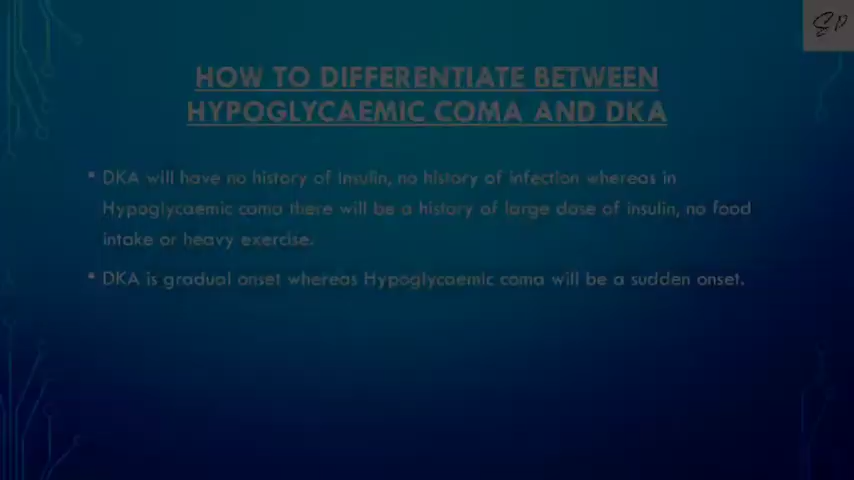 HOW TO DIFFERENTIATE BETWEEN
HYPOGLYCAEMIC COMA AND DKA
• DKA will have no history of Insulin, no history of infection whereas in
Hypoglycaemic coma there will be a history of large dose of insulin, no food
intake or heavy exercise.
• DKA is gradual onset whereas Hypoglycaemic coma will be a sudden onset.